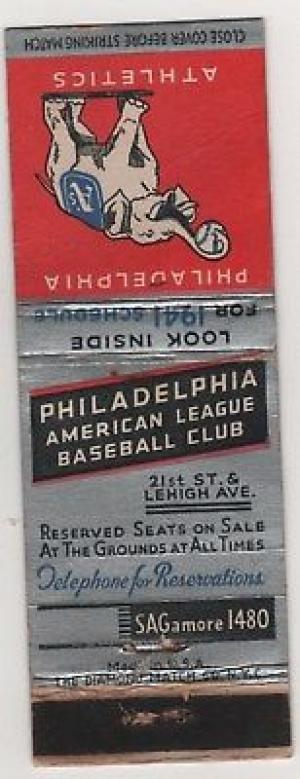 CLOSE COVER BEFORE STRIKING MATCH
PHILADELPHIA
A's
ATHLETICS
LOOK INSIDE
FOR 1941 SCHEDULE
PHILADELPHIA
AMERICAN LEAGUE
BASEBALL CLUB
21st ST. &
LEHIGH AVE.
RESERVED SEATS ON SALE
AT THE GROUNDS AT ALL TIMES
Telephone for Reservations
SAGamore 1480
MADE IN U.S.A.
THE DIAMOND MATCH CO. N.Y.C.